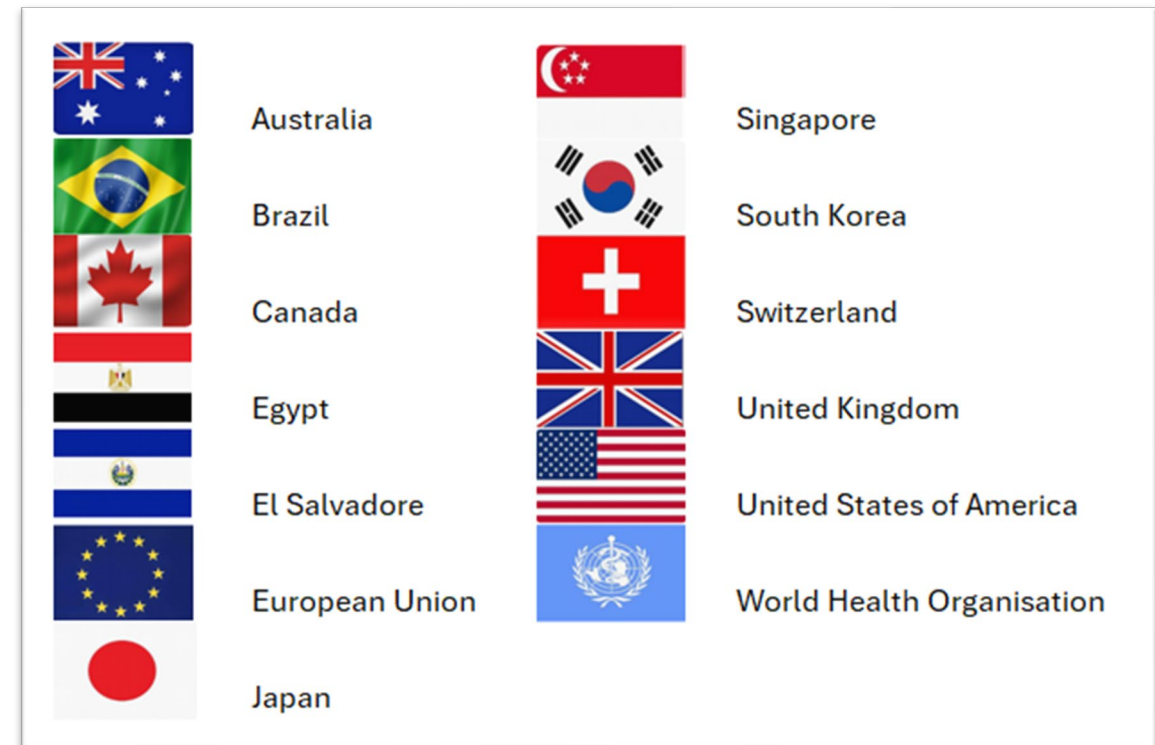 Australia
Brazil
Canada
Egypt
El Salvadore
European Union
Japan
Singapore
South Korea
Switzerland
United Kingdom
United States of America
World Health Organisation